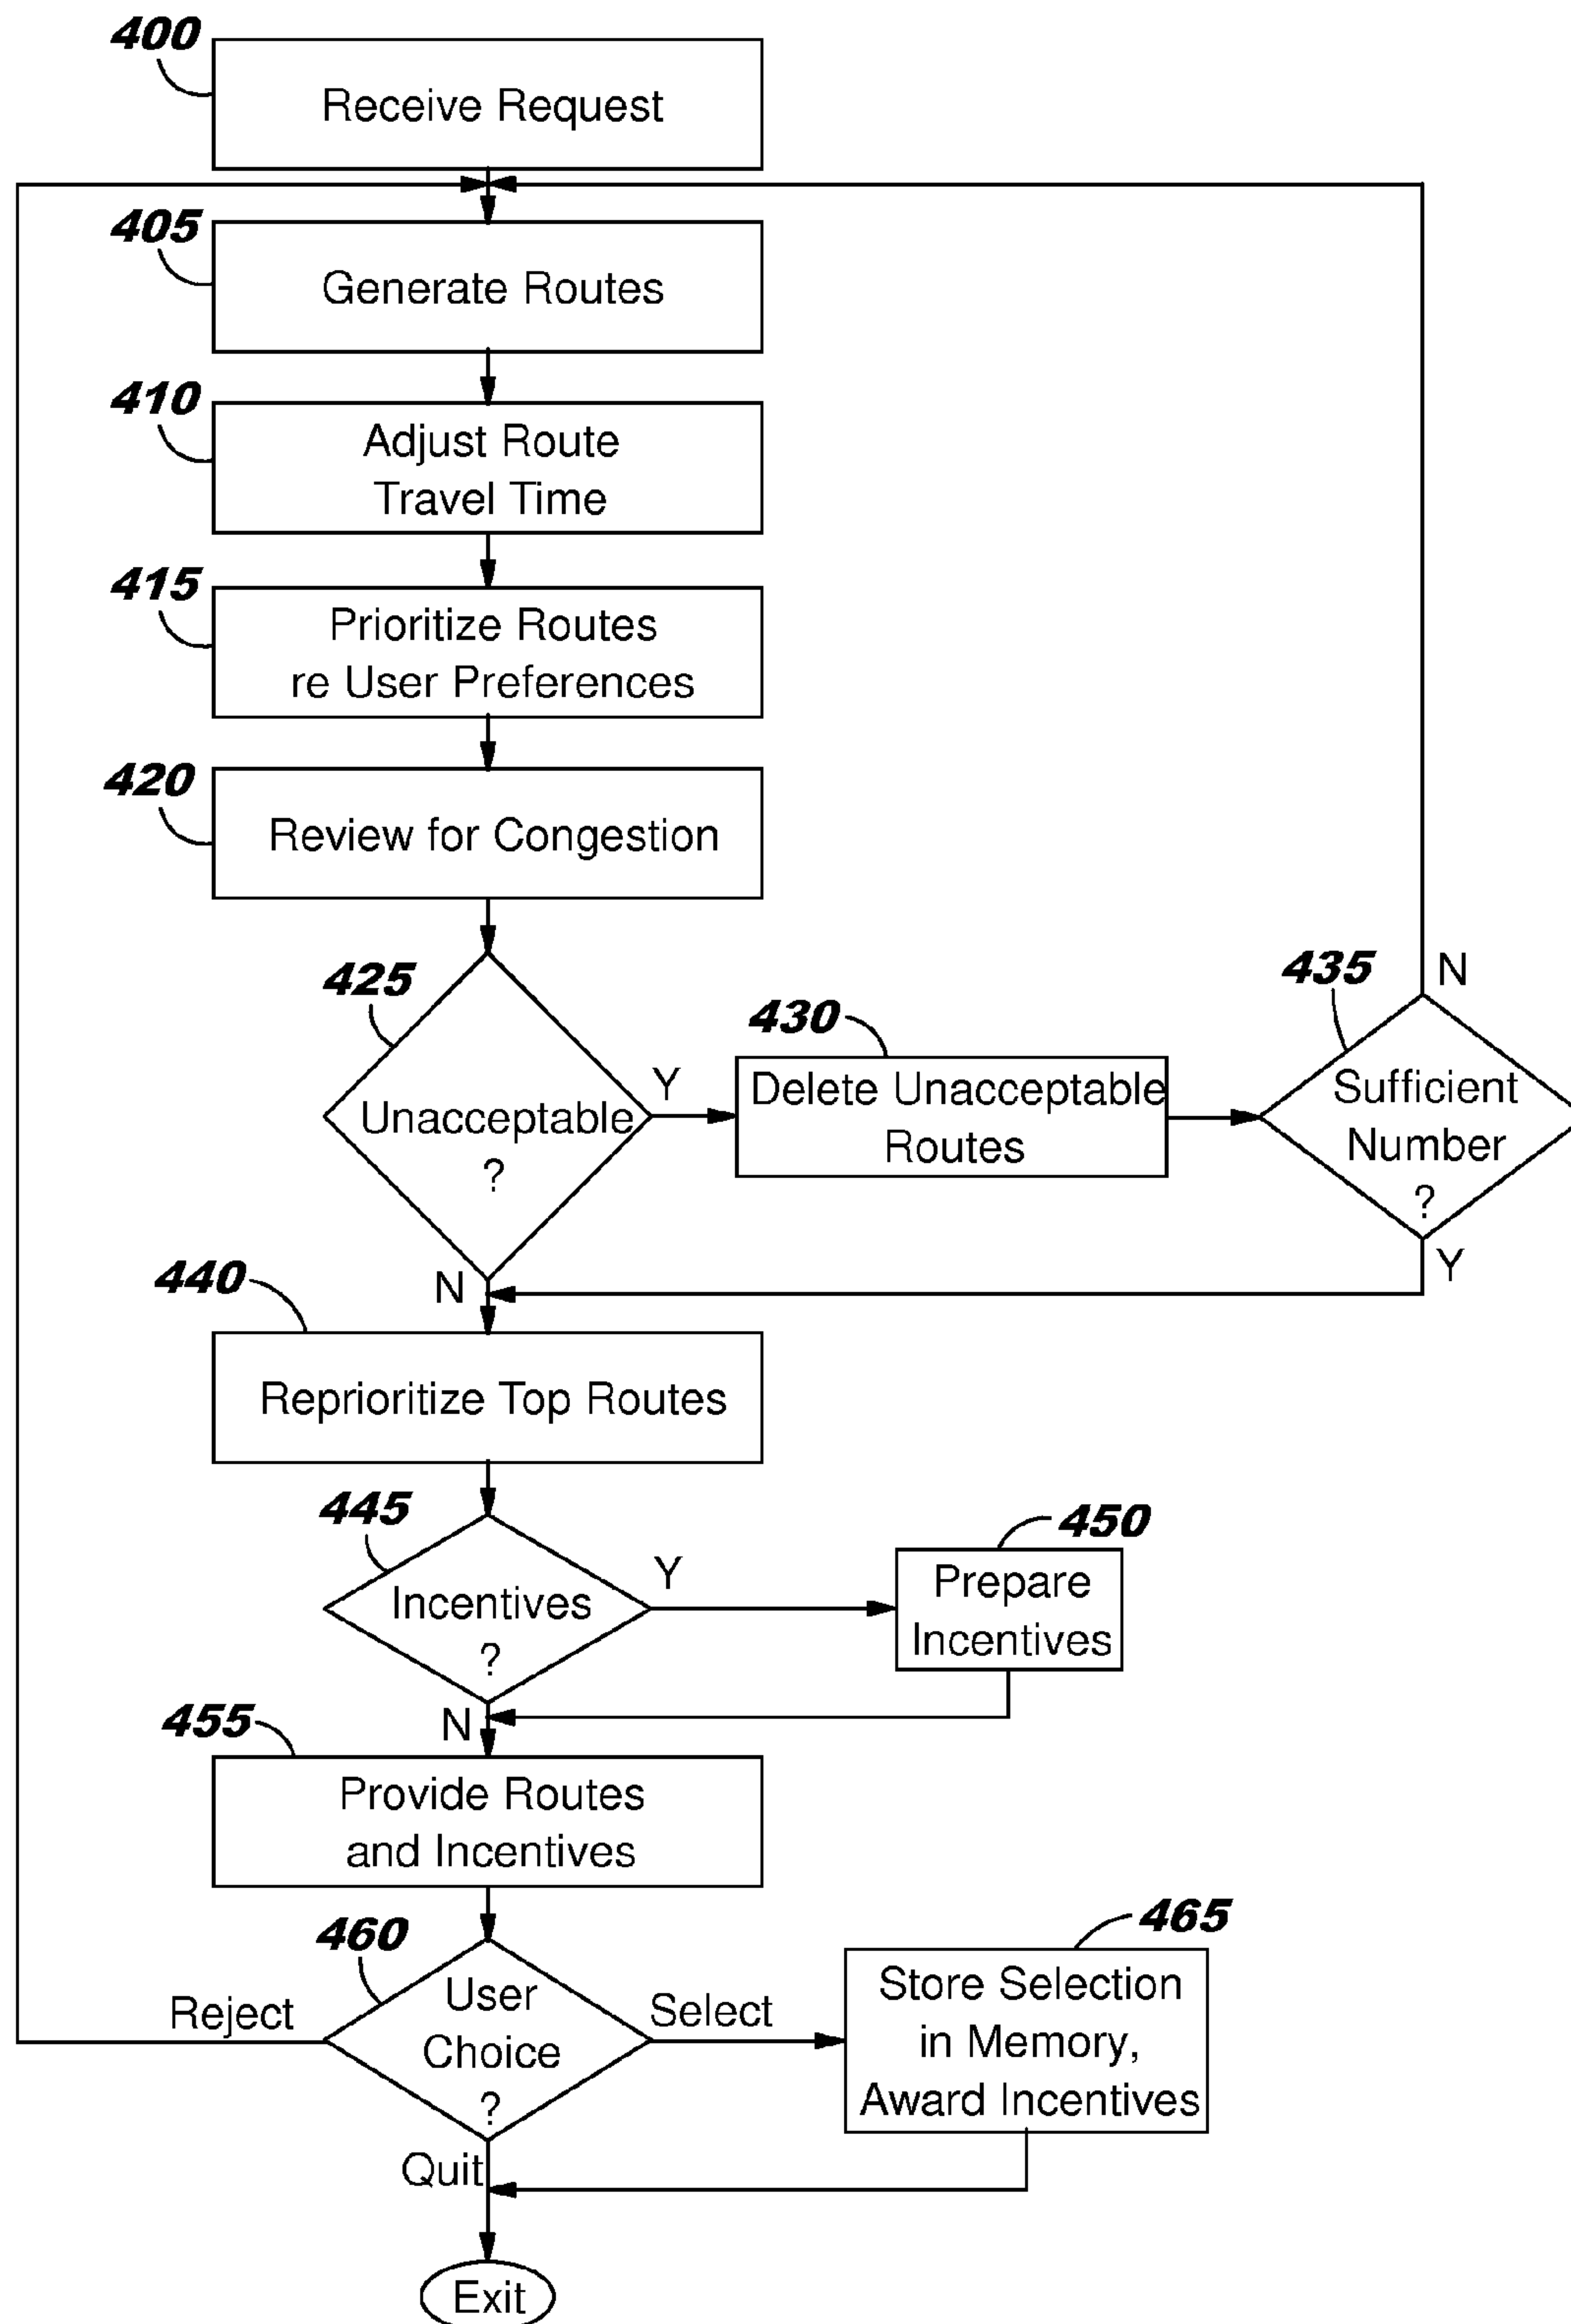 400
Receive Request
405
Generate Routes
410
Adjust Route
Travel Time
415
Prioritize Routes
re User Preferences
420
Review for Congestion
425
Unacceptable
?
Y
430
Delete Unacceptable
Routes
435
N
Sufficient
Number
?
Y
N
440
Reprioritize Top Routes
445
Incentives
?
Y
450
Prepare
Incentives
N
455
Provide Routes
and Incentives
460
User
Choice
?
Reject
Select
465
Store Selection
in Memory,
Award Incentives
Quit
Exit